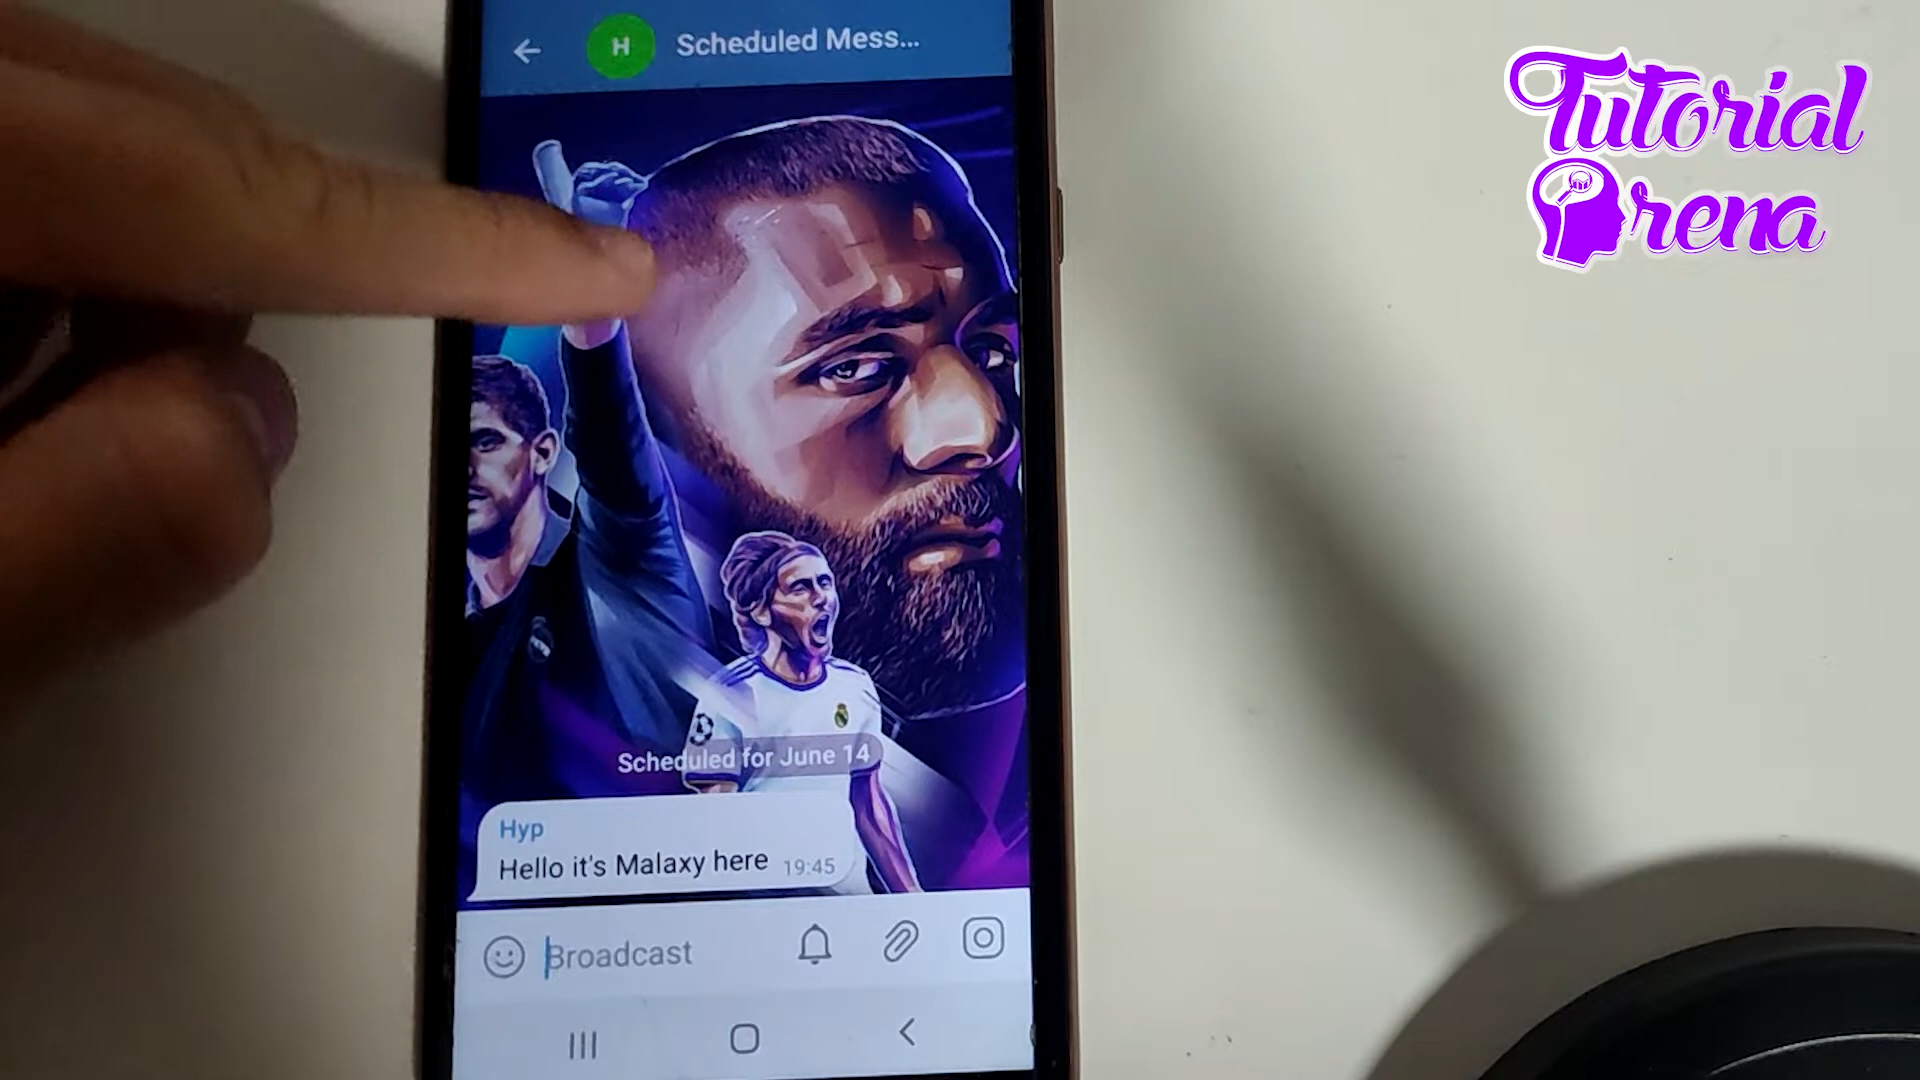 H
Scheduled Mess...
Tutorial
Arena
Scheduled for June 14
Hyp
Hello it's Malaxy here 19:45
Broadcast